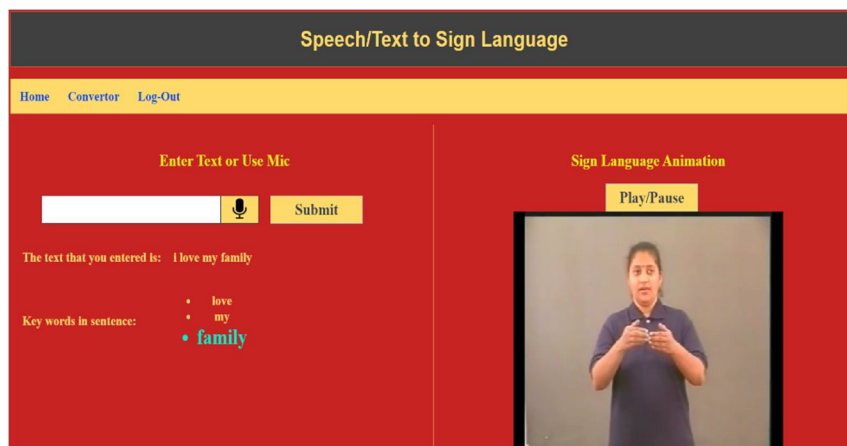 Speech/Text to Sign Language
Home Convertor Log-Out
Enter Text or Use Mic
Submit
The text that you entered is: i love my family
Key words in sentence:
• love
• my
• family
Sign Language Animation
Play/Pause